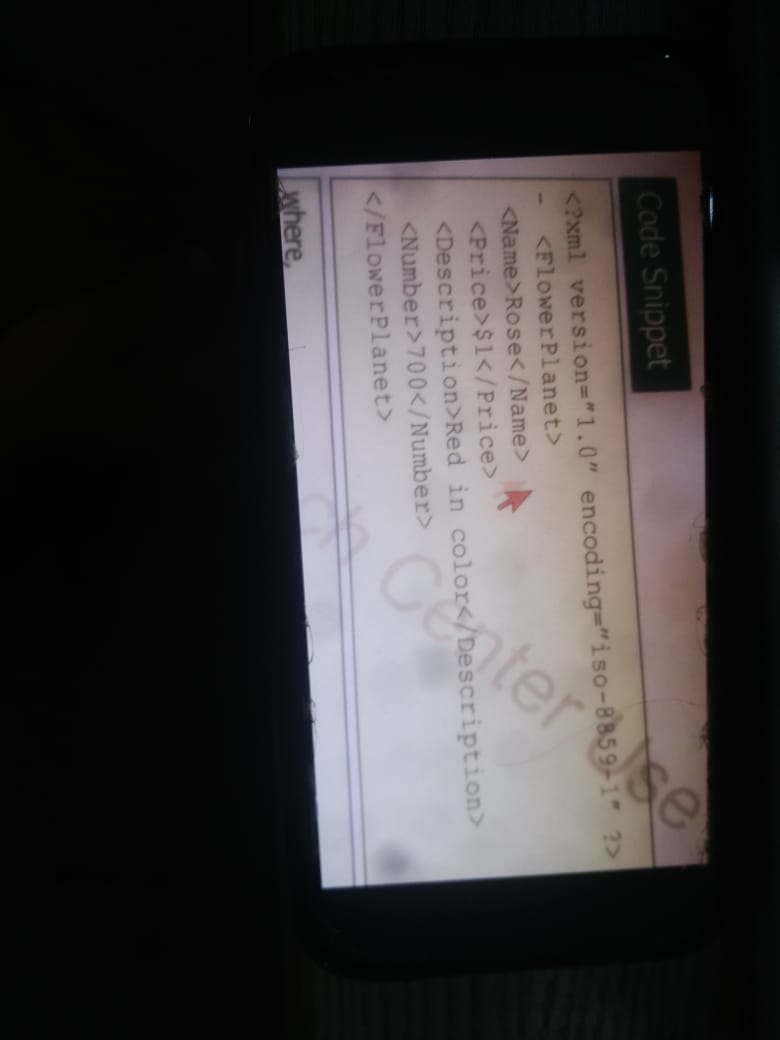 Code Snippet
<?xml version="1.0" encoding="iso-8859-1" ?>
- <FlowerPlanet>
<Name>Rose</Name>
<Price>$1</Price>
<Description>Red in color</Description>
<Number>700</Number>
</FlowerPlanet>
where,
Center Use